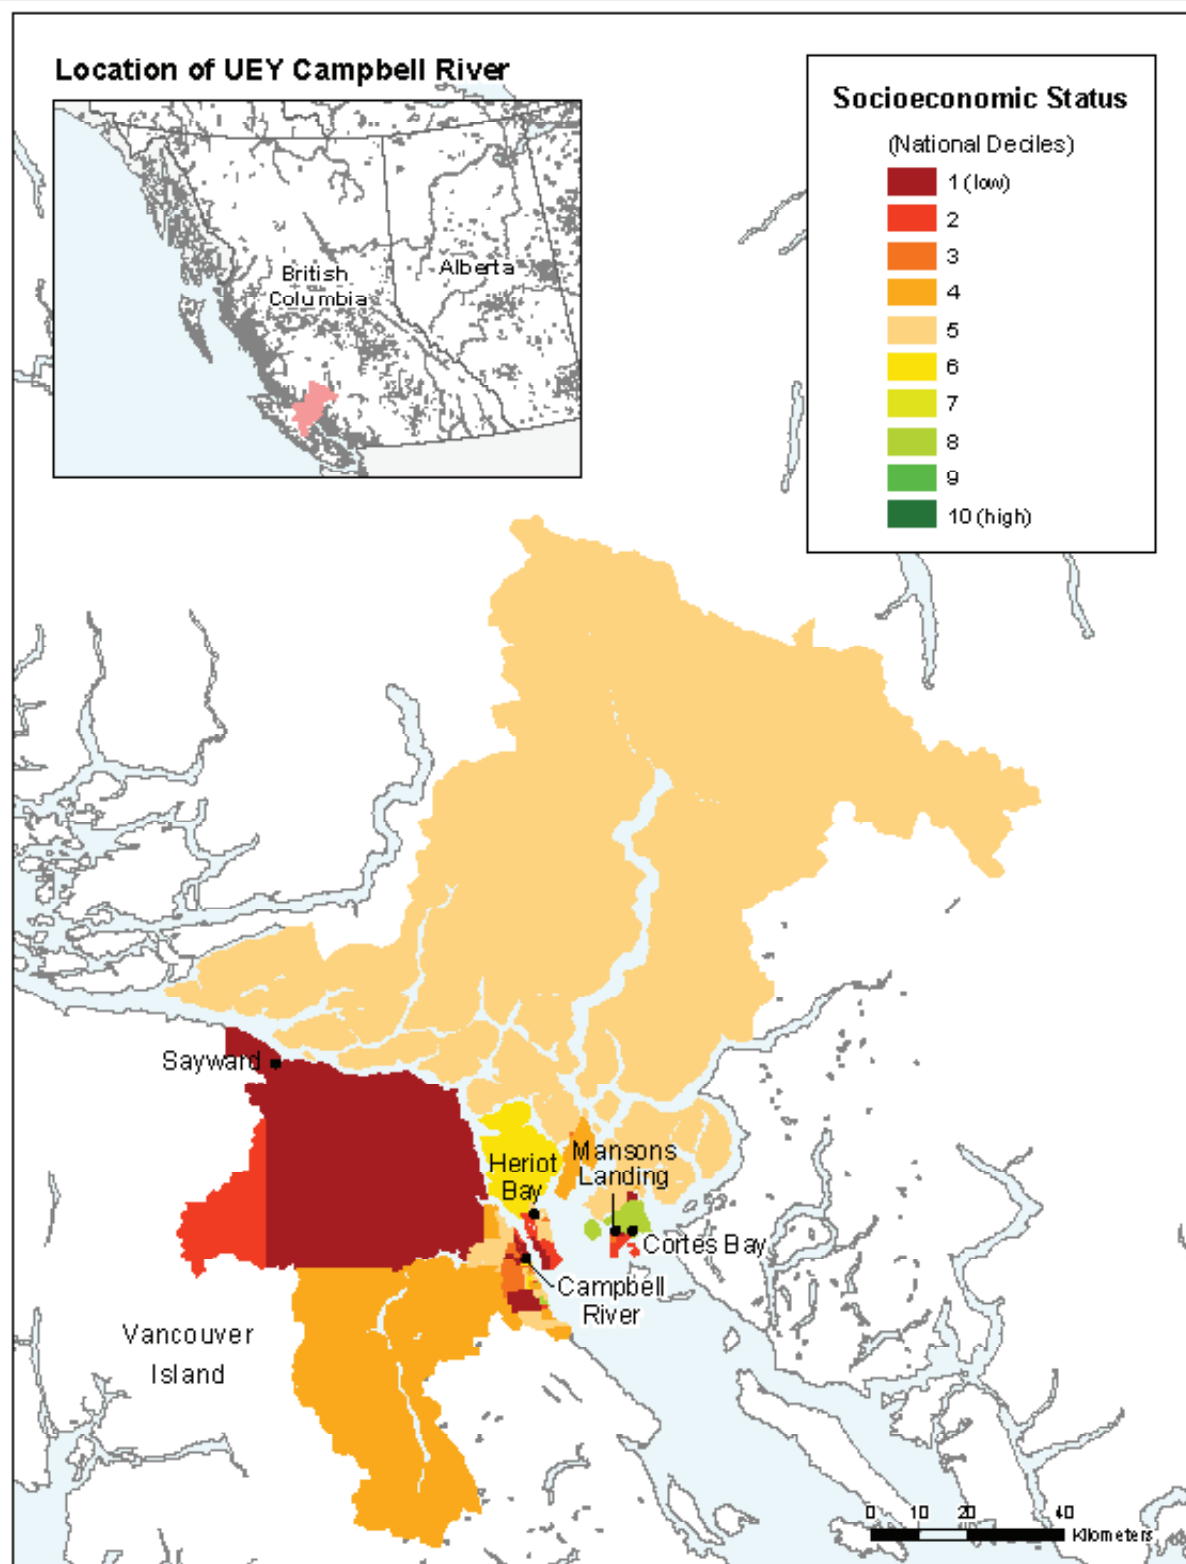 Location of UEY Campbell River
British
Columbia
Alberta
Socioeconomic Status
(National Deciles)
1 (low)
2
3
4
5
6
7
8
9
10 (high)
Sayward
Heriot
Bay
Mansons
Landing
Cortes Bay
Campbell
River
Vancouver
Island
0 10 20 40
Kilometers